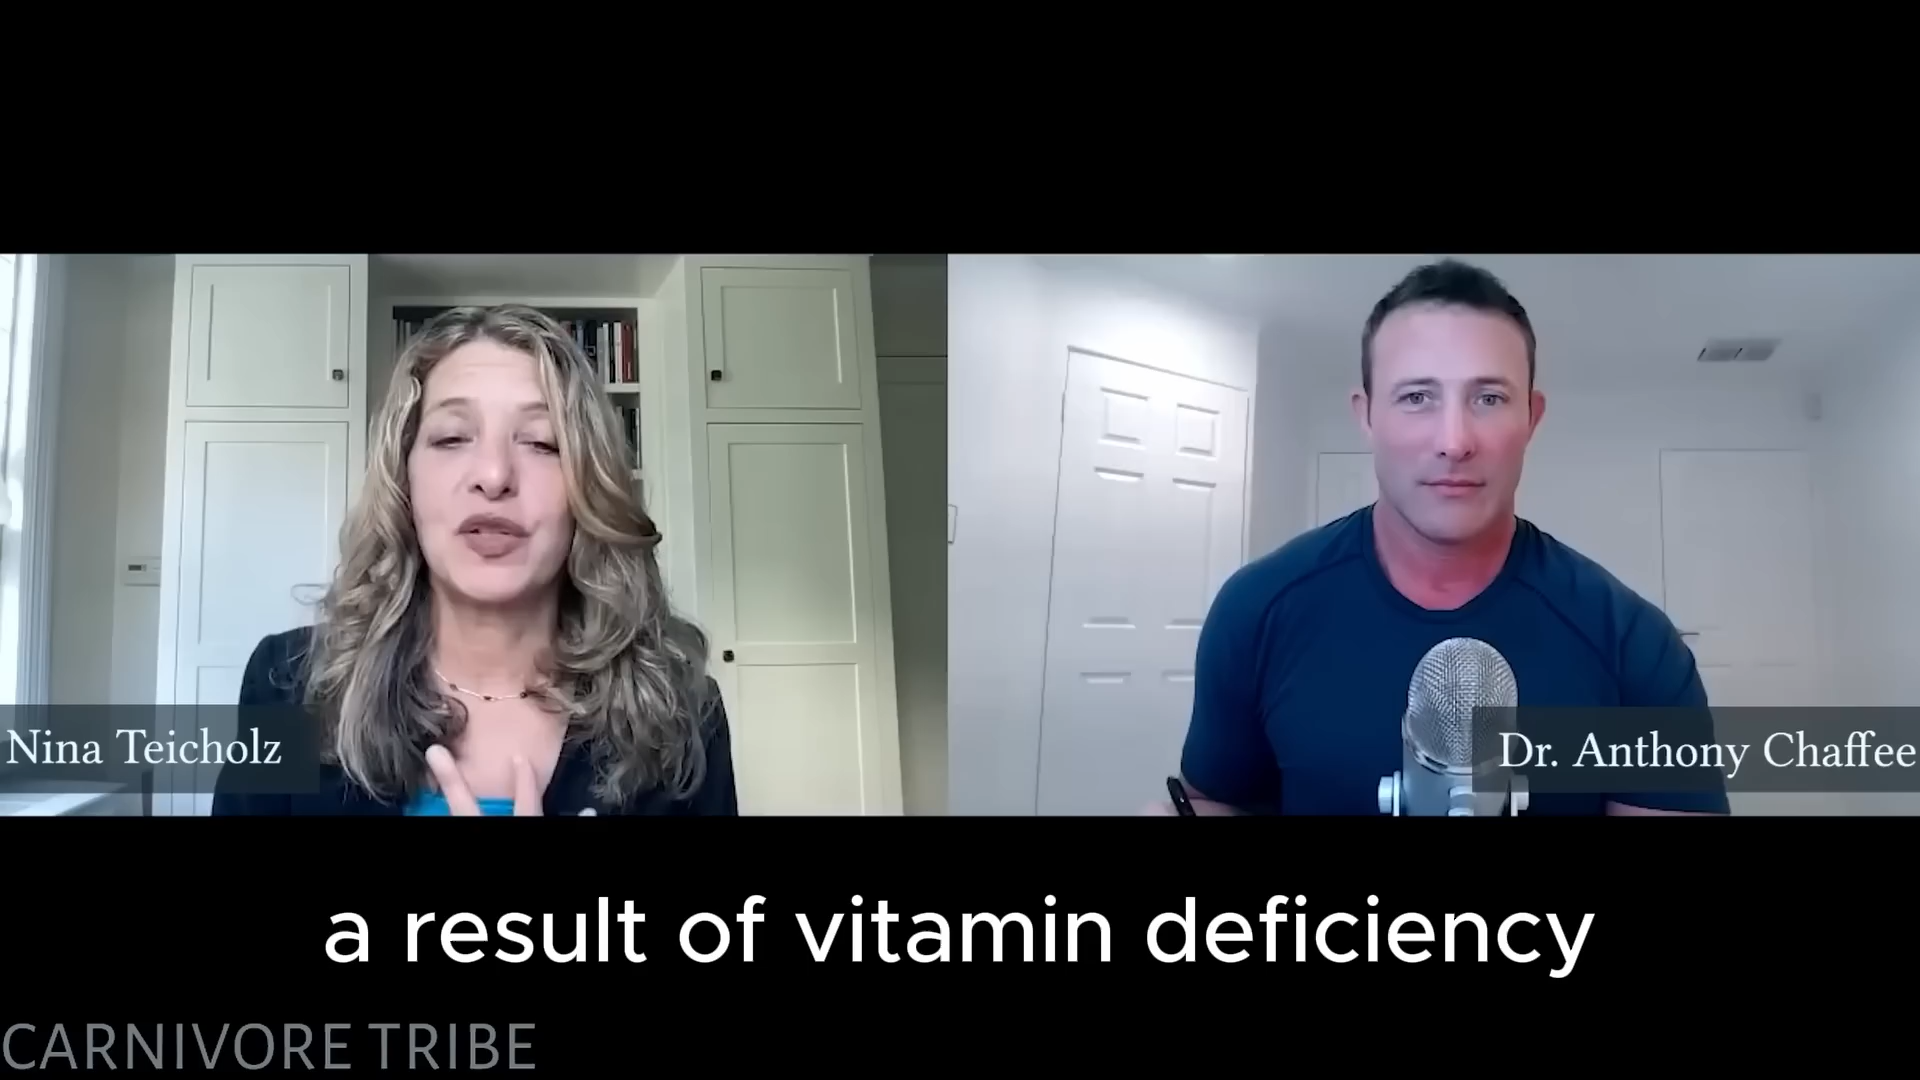 Nina Teicholz
Dr. Anthony Chaffee
a result of vitamin deficiency
CARNIVORE TRIBE